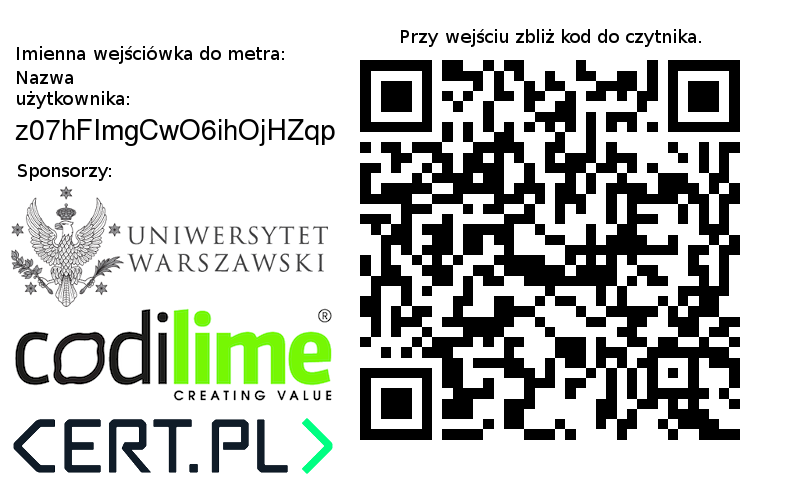 Imienna wejściówka do metra:
Nazwa
użytkownika:
z07hFImgCwO6ihOjHZqp
Sponsorzy:
UNIWERSYTET
WARSZAWSKI
codilime®
CREATING VALUE
<CERT.PL>
Przy wejściu zbliż kod do czytnika.